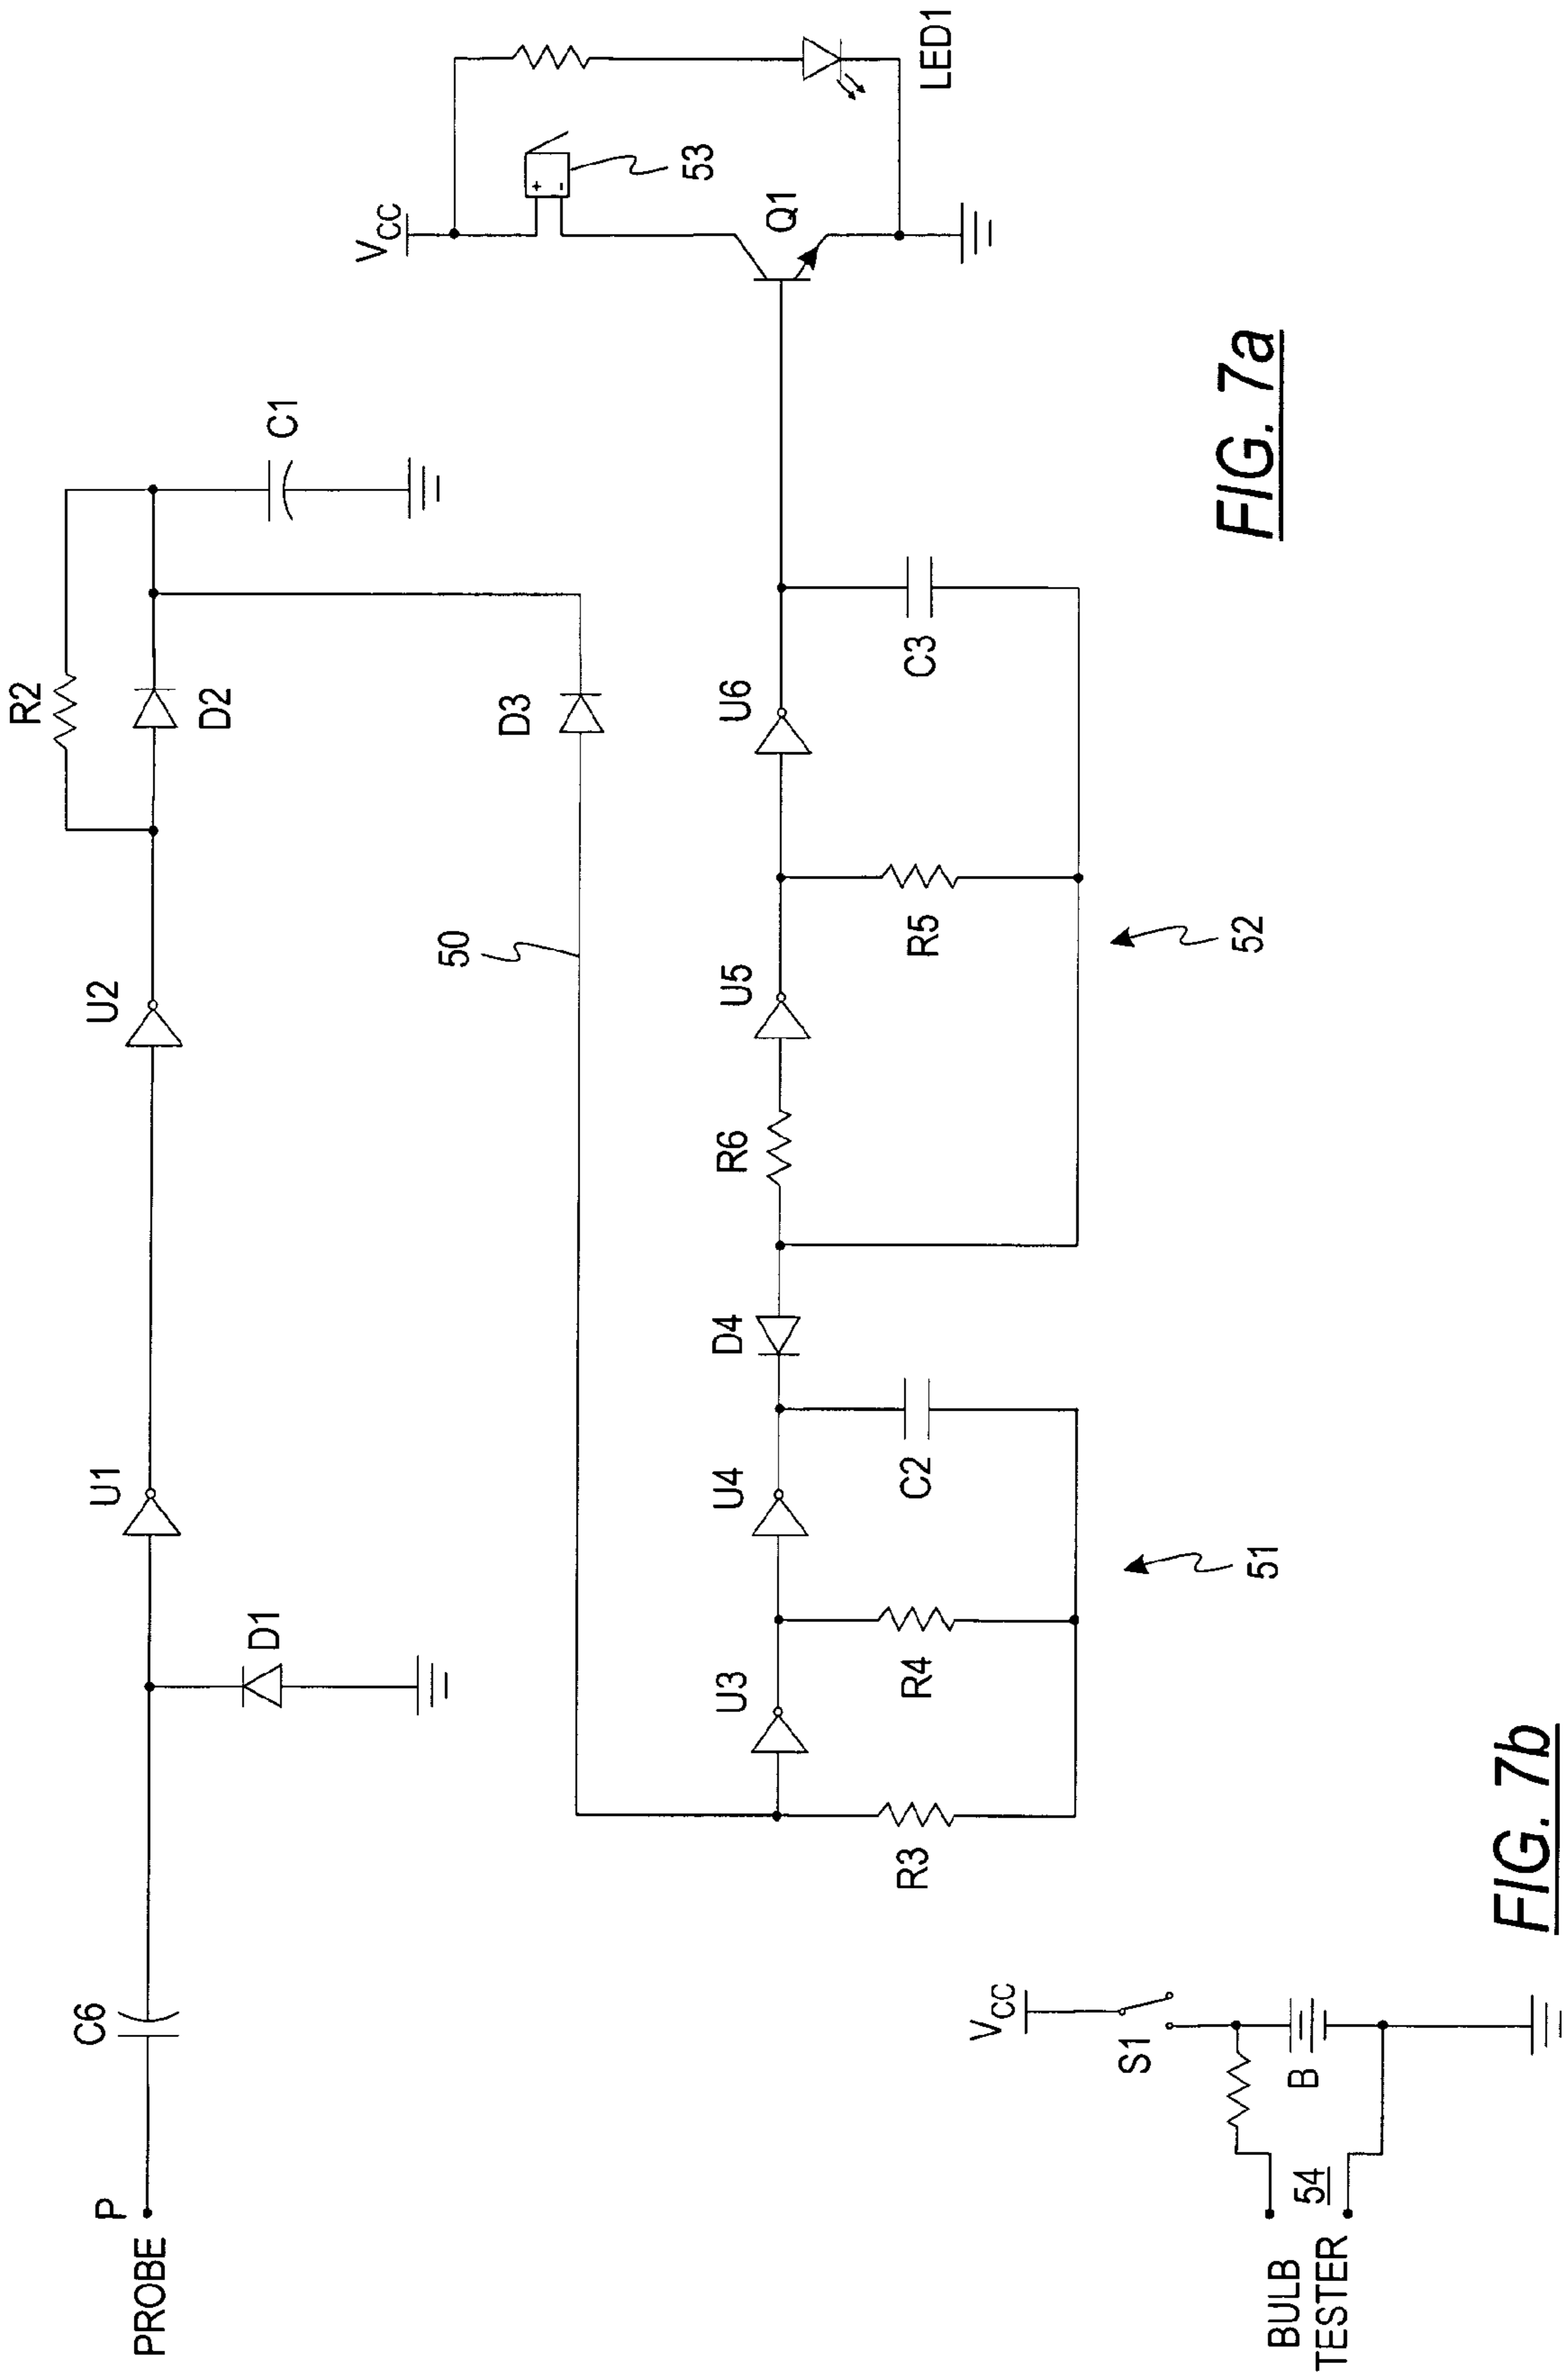 R2
C6
U1
U2
D2
C1
P
PROBE
D1
50
D3
VCC
53
LED1
Q1
U3
U4
D4
R6
U5
U6
R3
R4
C2
R5
C3
51
52
FIG. 7a
VCC
S1
B
BULB
TESTER
54
FIG. 7b